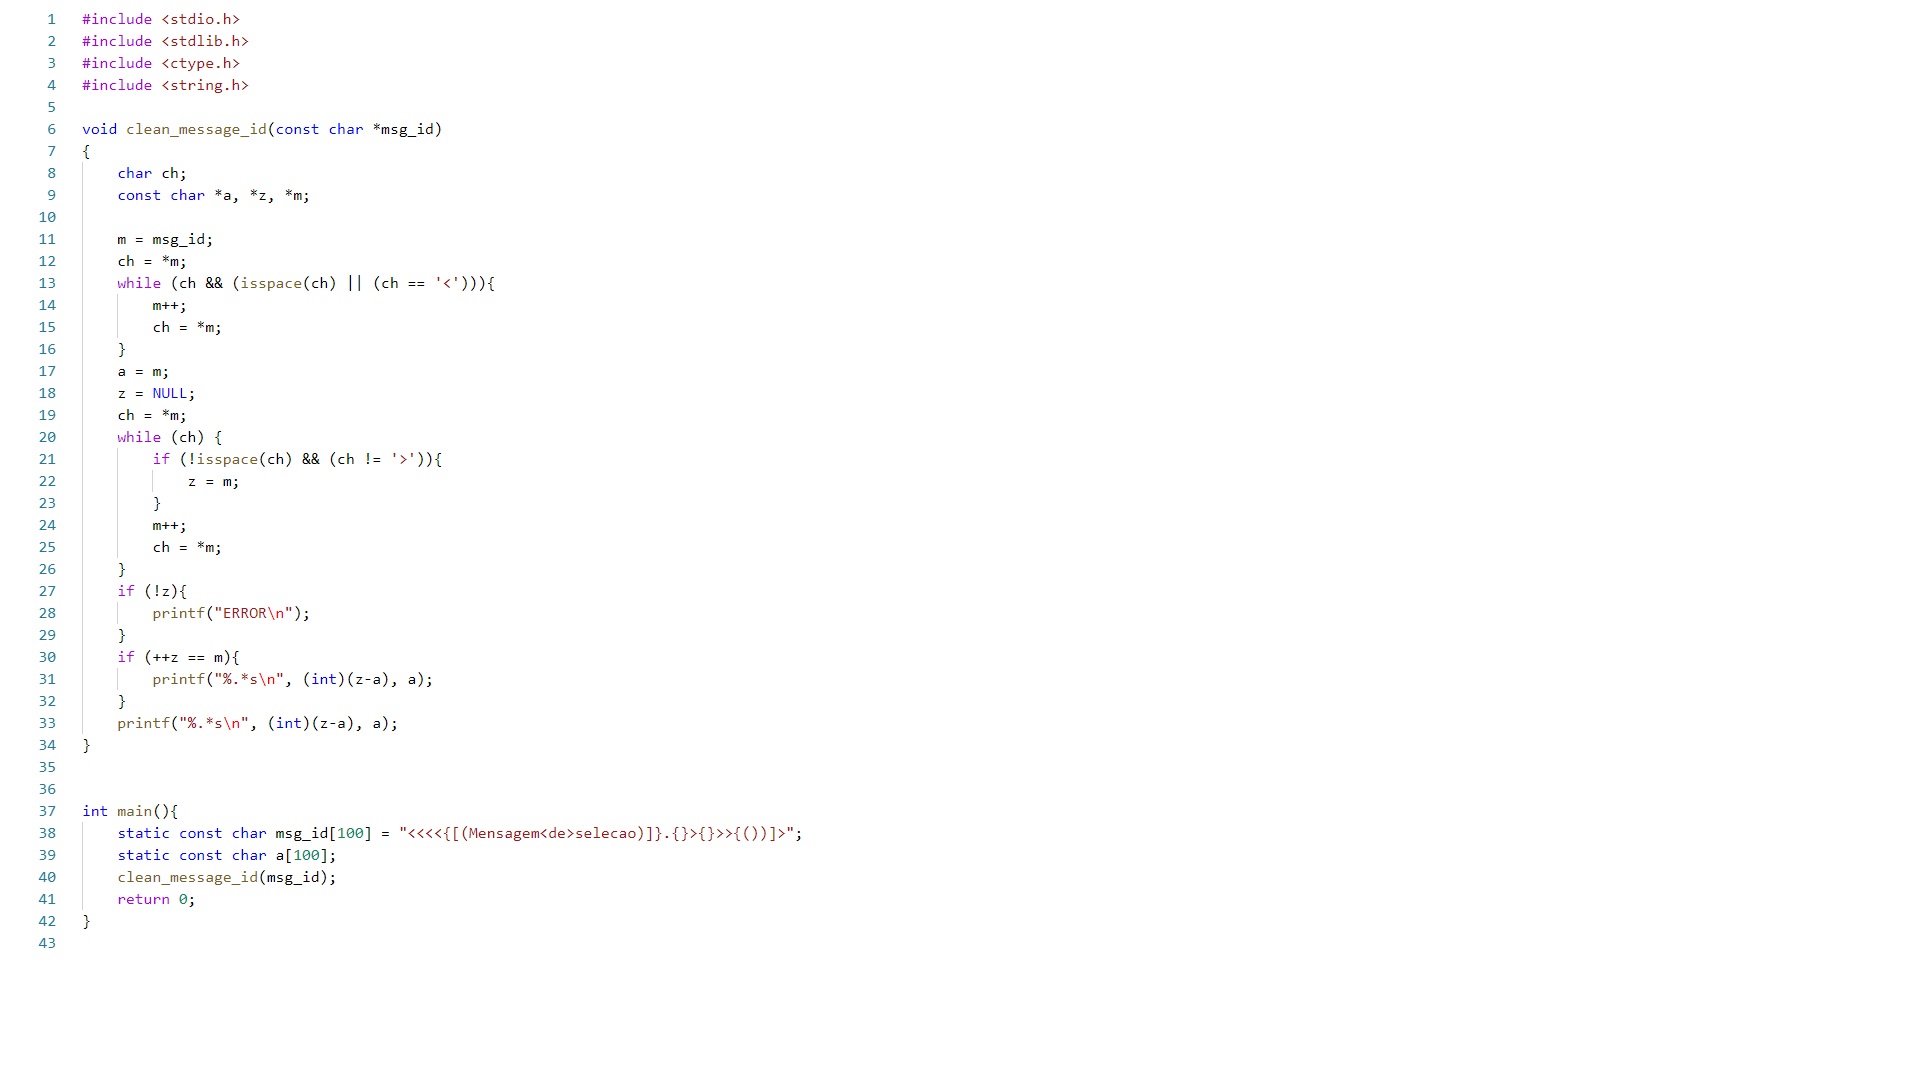 1 #include <stdio.h>
2 #include <stdlib.h>
3 #include <ctype.h>
4 #include <string.h>
5
6 void clean_message_id(const char *msg_id)
7 {
8     char ch;
9     const char *a, *z, *m;
10
11     m = msg_id;
12     ch = *m;
13     while (ch && (isspace(ch) || (ch == '<'))){
14         m++;
15         ch = *m;
16     }
17     a = m;
18     z = NULL;
19     ch = *m;
20     while (ch) {
21         if (!isspace(ch) && (ch != '>')){
22             z = m;
23         }
24         m++;
25         ch = *m;
26     }
27     if (!z){
28         printf("ERROR\n");
29     }
30     if (++z == m){
31         printf("%.*s\n", (int)(z-a), a);
32     }
33     printf("%.*s\n", (int)(z-a), a);
34 }
35
36
37 int main(){
38     static const char msg_id[100] = "<<<<{[(Mensagem<de>selecao)]}.{}>{}>>{())]>";
39     static const char a[100];
40     clean_message_id(msg_id);
41     return 0;
42 }
43